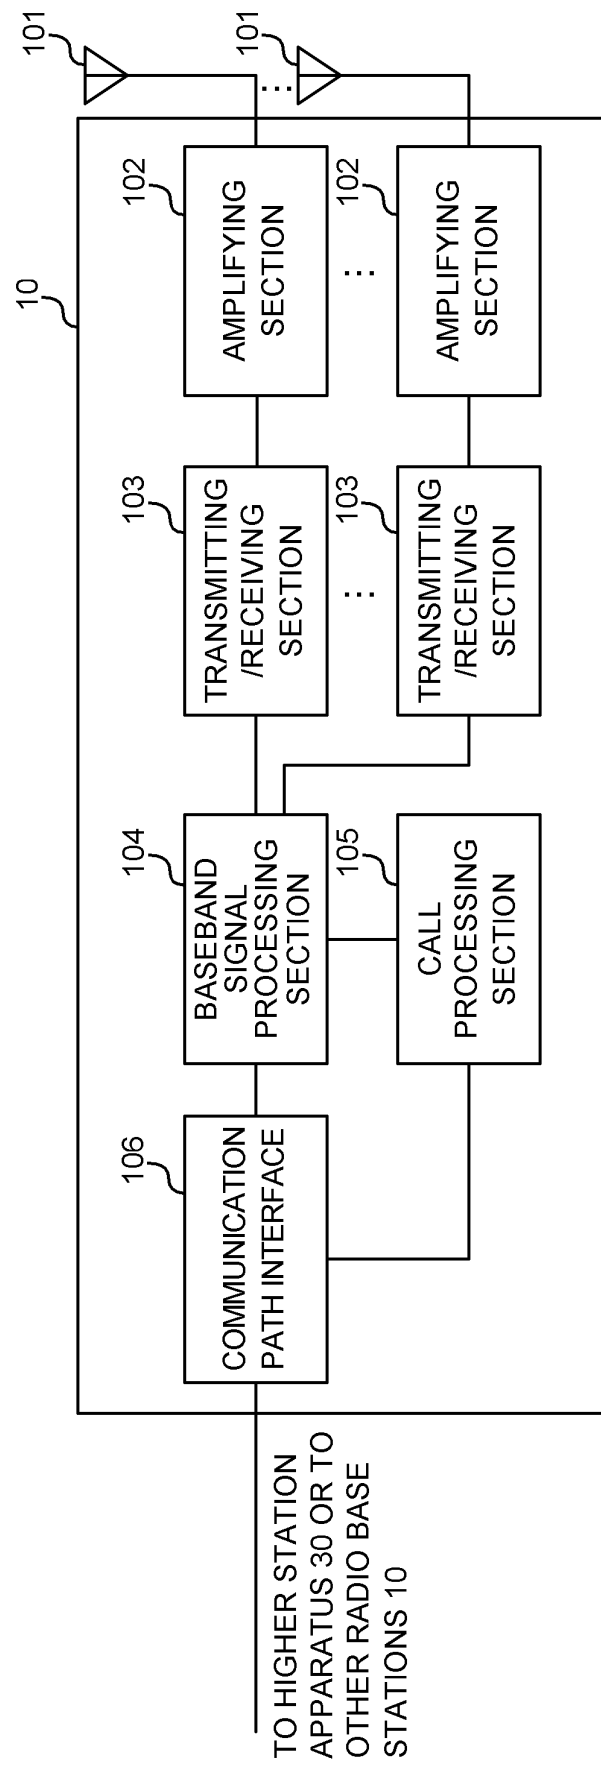 10
101
101
106
COMMUNICATION
PATH INTERFACE
104
BASEBAND
SIGNAL
PROCESSING
SECTION
103
TRANSMITTING
/RECEIVING
SECTION
102
AMPLIFYING
SECTION
...
...
...
105
CALL
PROCESSING
SECTION
103
TRANSMITTING
/RECEIVING
SECTION
102
AMPLIFYING
SECTION
TO HIGHER STATION
APPARATUS 30 OR TO
OTHER RADIO BASE
STATIONS 10